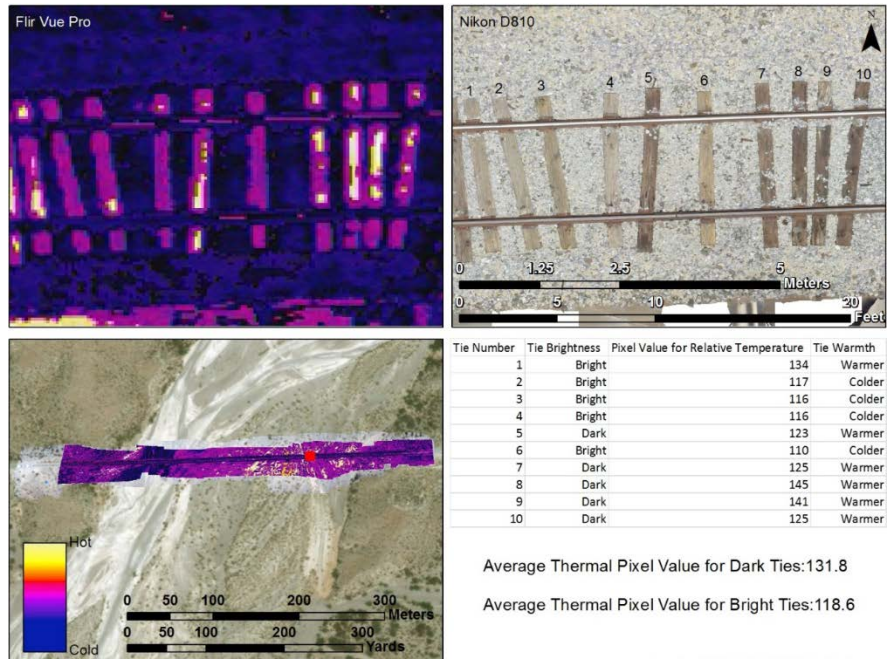 Flir Vue Pro
Nikon D810
N
1 2 3 4 5 6 7 8 9 10
0 1.25 2.5 5
Meters
0 5 10 20
Feet
Hot
Cold
0 50 100 200 300
Meters
0 50 100 200 300
Yards
Tie Number Tie Brightness Pixel Value for Relative Temperature Tie Warmth
1 Bright 134 Warmer
2 Bright 117 Colder
3 Bright 116 Colder
4 Bright 116 Colder
5 Dark 123 Warmer
6 Bright 110 Colder
7 Dark 125 Warmer
8 Dark 145 Warmer
9 Dark 141 Warmer
10 Dark 125 Warmer
Average Thermal Pixel Value for Dark Ties:131.8
Average Thermal Pixel Value for Bright Ties:118.6